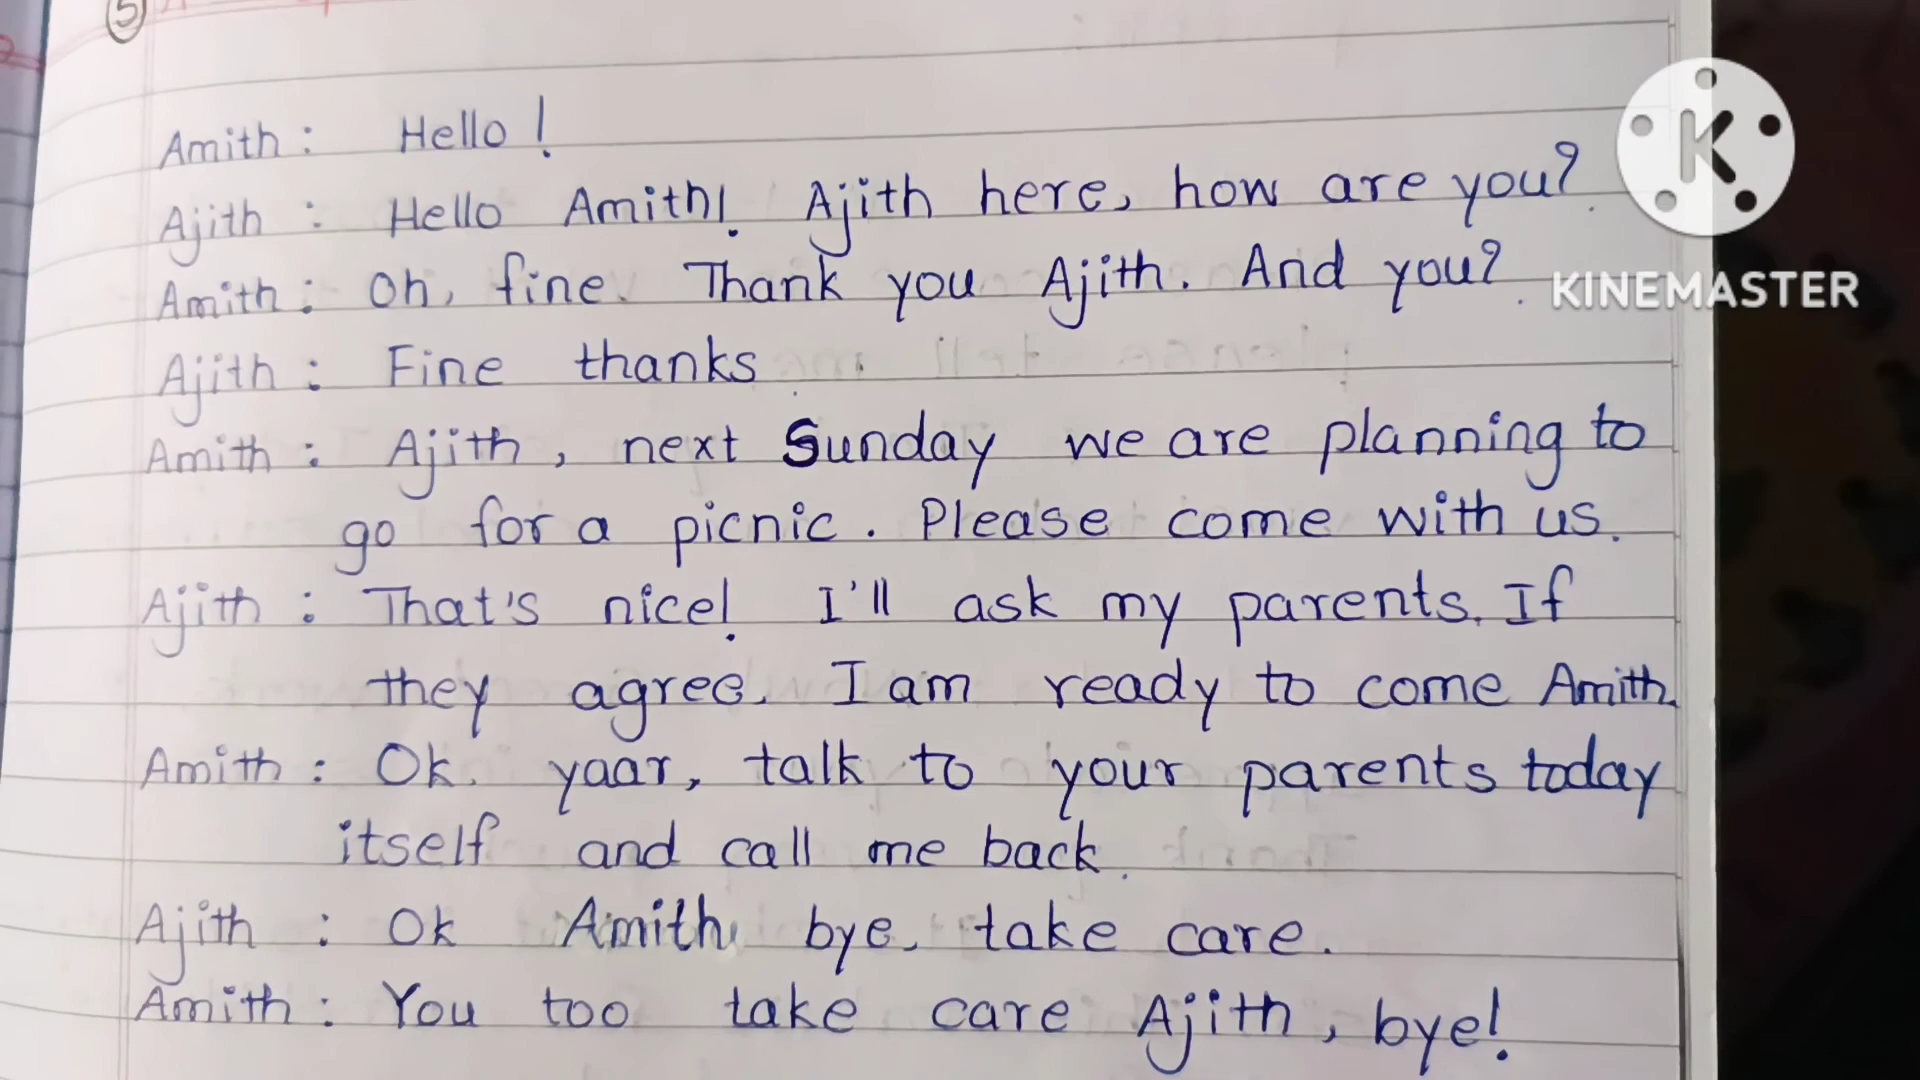 5
Amith : Hello !
Ajith : Hello Amith! Ajith here, how are you?
Amith : Oh, fine. Thank you Ajith. And you?
Ajith : Fine thanks.
Amith : Ajith, next Sunday we are planning to
go for a picnic. Please come with us.
Ajith : That's nice! I'll ask my parents. If
they agree. I am ready to come Amith.
Amith : Ok. yaar, talk to your parents today
itself and call me back.
Ajith : Ok Amith, bye, take care.
Amith : You too take care Ajith, bye!
KINEMASTER